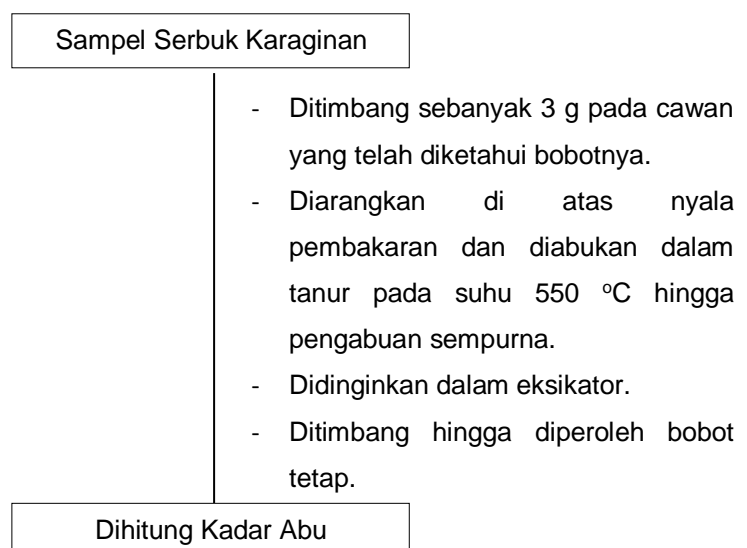 Sampel Serbuk Karaginan
- Ditimbang sebanyak 3 g pada cawan
yang telah diketahui bobotnya.
- Diarangkan di atas nyala
pembakaran dan diabukan dalam
tanur pada suhu 550 °C hingga
pengabuan sempurna.
- Didinginkan dalam eksikator.
- Ditimbang hingga diperoleh bobot
tetap.
Dihitung Kadar Abu